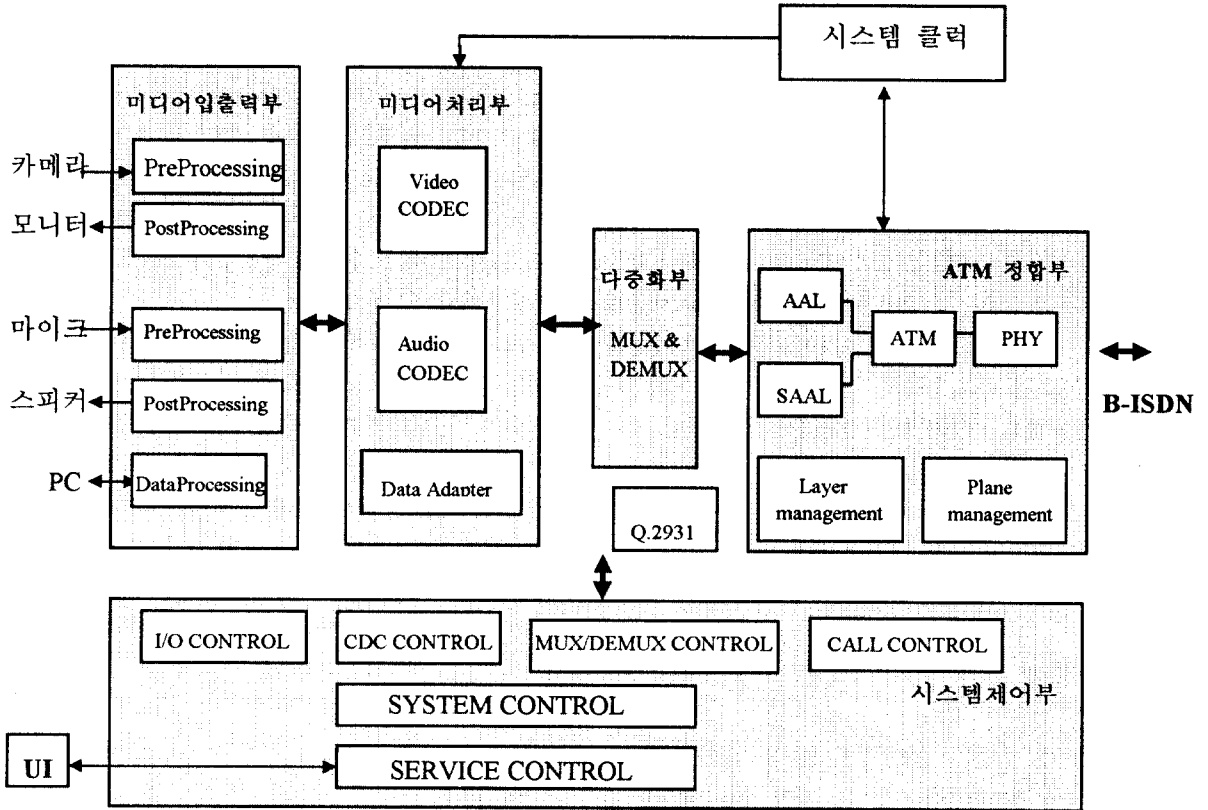 시스템 클럭
미디어입출력부
미디어처리부
카메라
PreProcessing
모니터
PostProcessing
마이크
PreProcessing
스피커
PostProcessing
PC
DataProcessing
Video
CODEC
Audio
CODEC
Data Adapter
다중화부
MUX &
DEMUX
Q.2931
ATM 정합부
AAL
SAAL
ATM
PHY
Layer
management
Plane
management
B-ISDN
I/O CONTROL
CDC CONTROL
MUX/DEMUX CONTROL
CALL CONTROL
시스템제어부
SYSTEM CONTROL
SERVICE CONTROL
UI